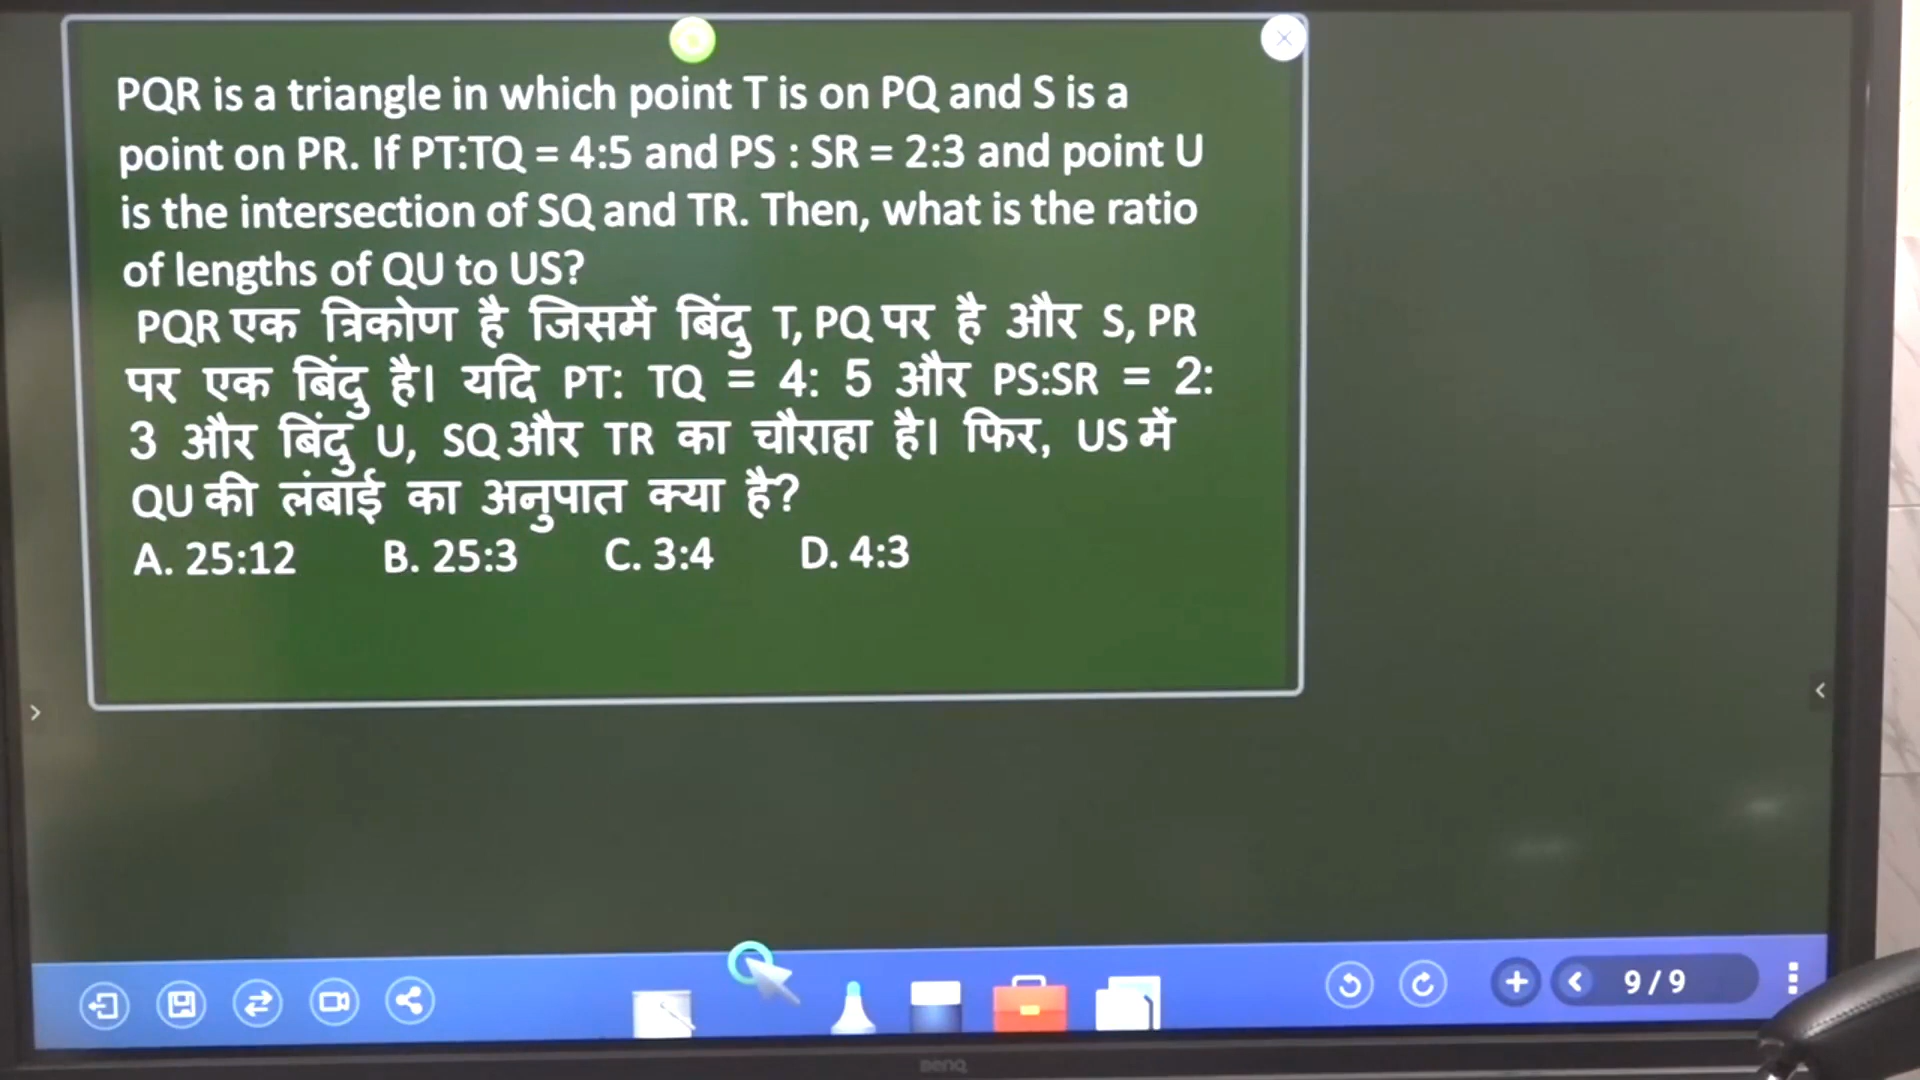 PQR is a triangle in which point T is on PQ and S is a
point on PR. If PT:TQ = 4:5 and PS : SR = 2:3 and point U
is the intersection of SQ and TR. Then, what is the ratio
of lengths of QU to US?
PQR एक त्रिकोण है जिसमें बिंदु T, PQ पर है और S, PR
पर एक बिंदु है। यदि PT: TQ = 4: 5 और PS:SR = 2:
3 और बिंदु U, SQ और TR का चौराहा है। फिर, US में
QU की लंबाई का अनुपात क्या है?
A. 25:12 B. 25:3 C. 3:4 D. 4:3
9/9
BenQ